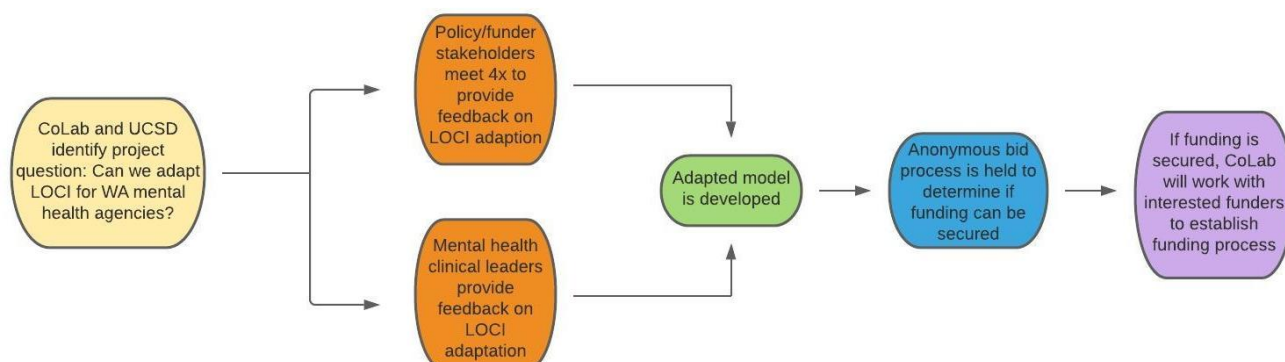 CoLab and UCSD
identify project
question: Can we adapt
LOCI for WA mental
health agencies?
Policy/funder
stakeholders
meet 4x to
provide
feedback on
LOCI adaption
Mental health
clinical leaders
provide
feedback on
LOCI
adaptation
Adapted model
is developed
Anonymous bid
process is held to
determine if
funding can be
secured
If funding is
secured, CoLab
will work with
interested funders
to establish
funding process